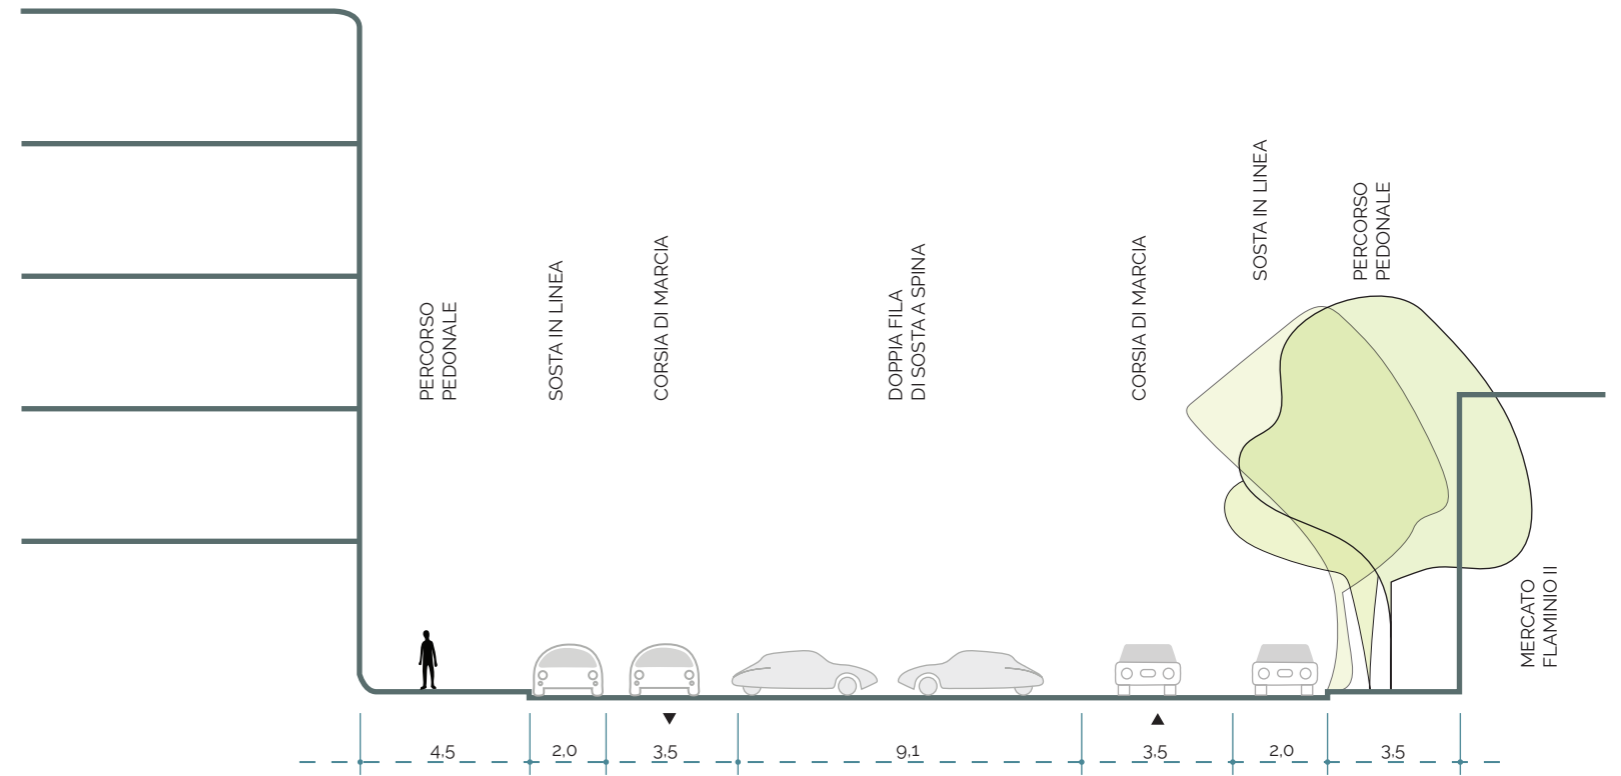 PERCORSO
PEDONALE
SOSTA IN LINEA
CORSIA DI MARCIA
DOPPIA FILA
DI SOSTA A SPINA
CORSIA DI MARCIA
SOSTA IN LINEA
PERCORSO
PEDONALE
MERCATO
FLAMINIO II
4,5
2,0
3,5
9,1
3,5
2,0
3,5